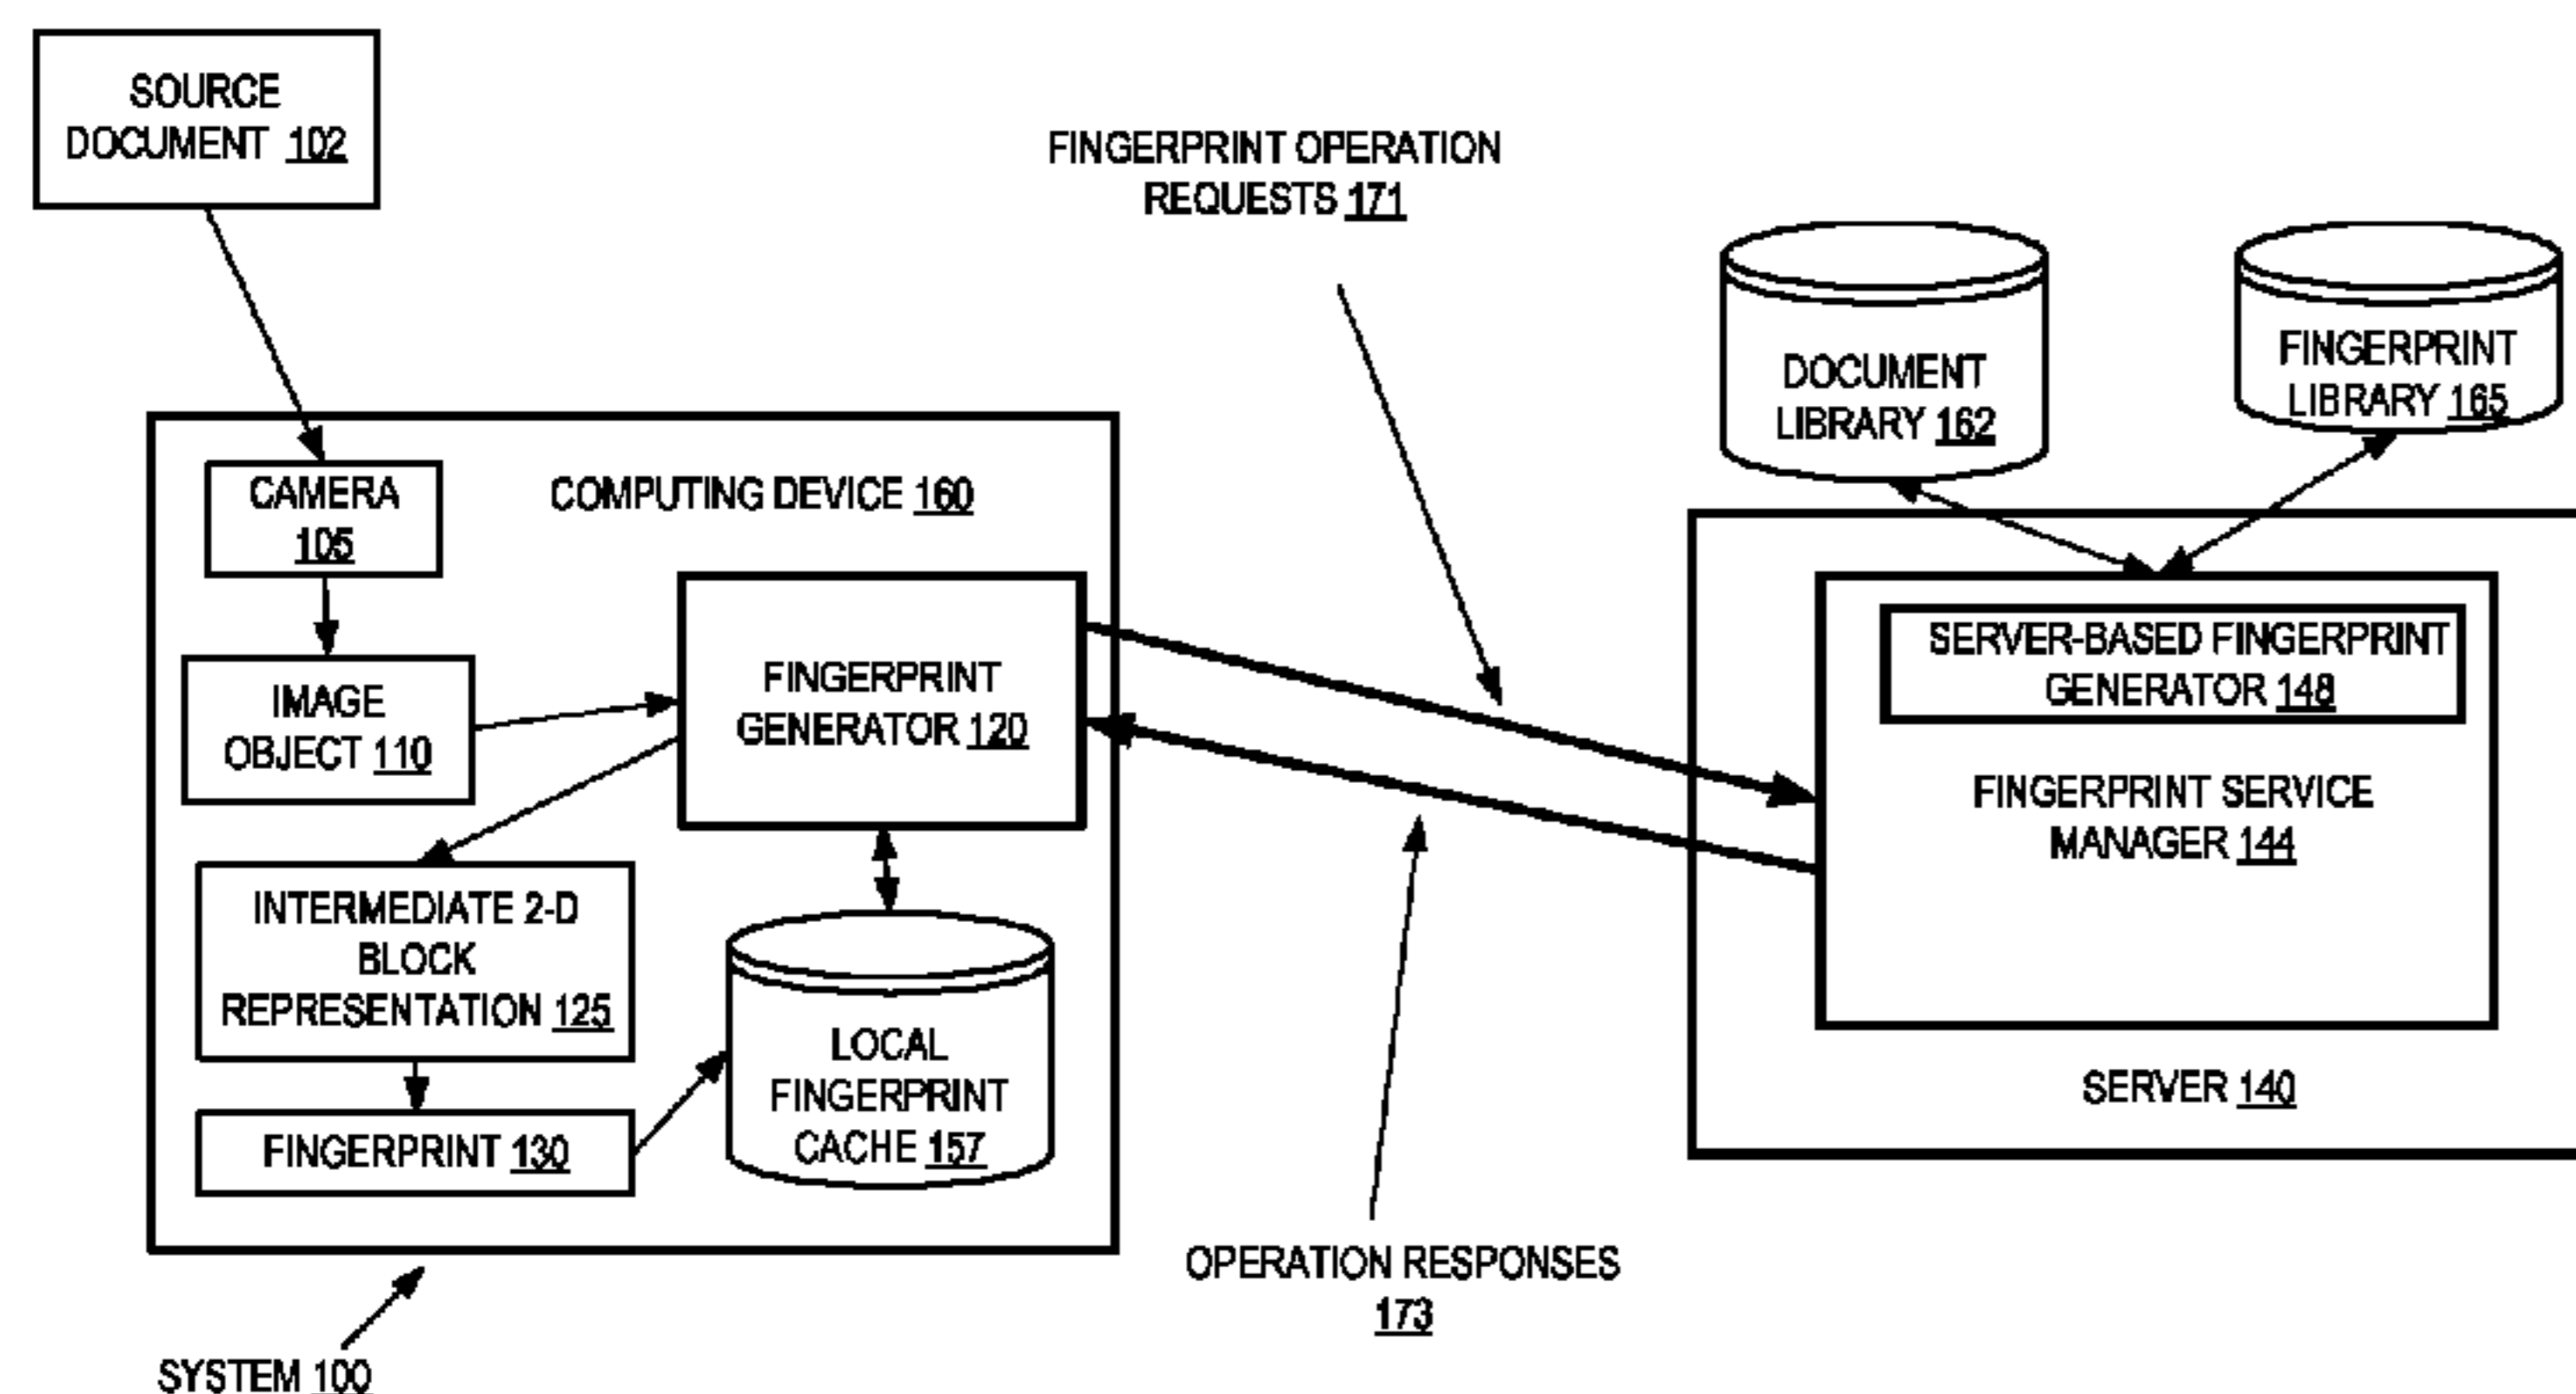 SOURCE
DOCUMENT 102
FINGERPRINT OPERATION
REQUESTS 171
DOCUMENT
LIBRARY 162
FINGERPRINT
LIBRARY 165
CAMERA
105
COMPUTING DEVICE 160
IMAGE
OBJECT 110
FINGERPRINT
GENERATOR 120
INTERMEDIATE 2-D
BLOCK
REPRESENTATION 125
FINGERPRINT 130
LOCAL
FINGERPRINT
CACHE 157
SERVER-BASED FINGERPRINT
GENERATOR 148
FINGERPRINT SERVICE
MANAGER 144
SERVER 140
OPERATION RESPONSES
173
SYSTEM 100